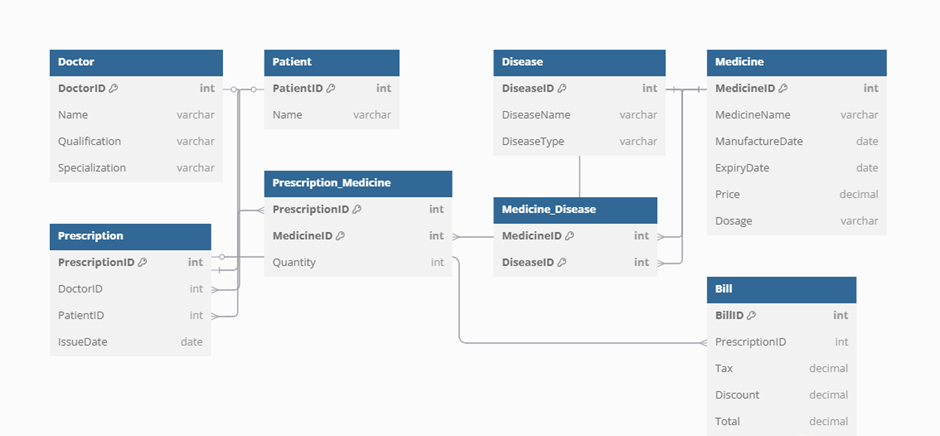 Doctor
DoctorID int
Name varchar
Qualification varchar
Specialization varchar
Patient
PatientID int
Name varchar
Disease
DiseaseID int
DiseaseName varchar
DiseaseType varchar
Medicine
MedicineID int
MedicineName varchar
ManufactureDate date
ExpiryDate date
Price decimal
Dosage varchar
Prescription_Medicine
PrescriptionID int
MedicineID int
Quantity int
Medicine_Disease
MedicineID int
DiseaseID int
Prescription
PrescriptionID int
DoctorID int
PatientID int
IssueDate date
Bill
BillID int
PrescriptionID int
Tax decimal
Discount decimal
Total decimal